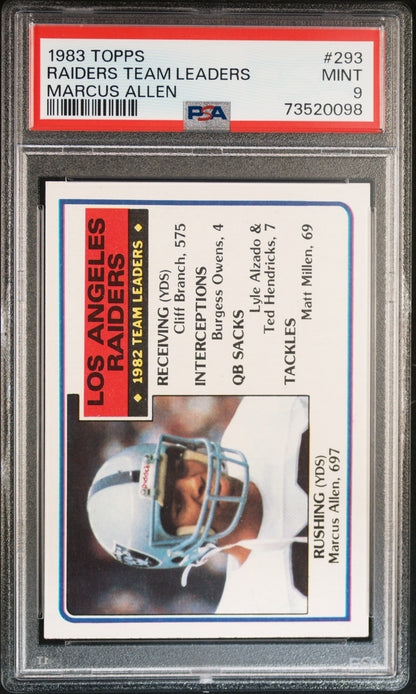 1983 TOPPS #293
RAIDERS TEAM LEADERS MINT
MARCUS ALLEN 9
PSA 73520098
LOS ANGELES
RAIDERS
1982 TEAM LEADERS
RECEIVING (YDS)
Cliff Branch, 575
INTERCEPTIONS
Burgess Owens, 4
QB SACKS
Lyle Alzado &
Ted Hendricks, 7
TACKLES
Matt Millen, 69
Riddell
RUSHING (YDS)
Marcus Allen, 697